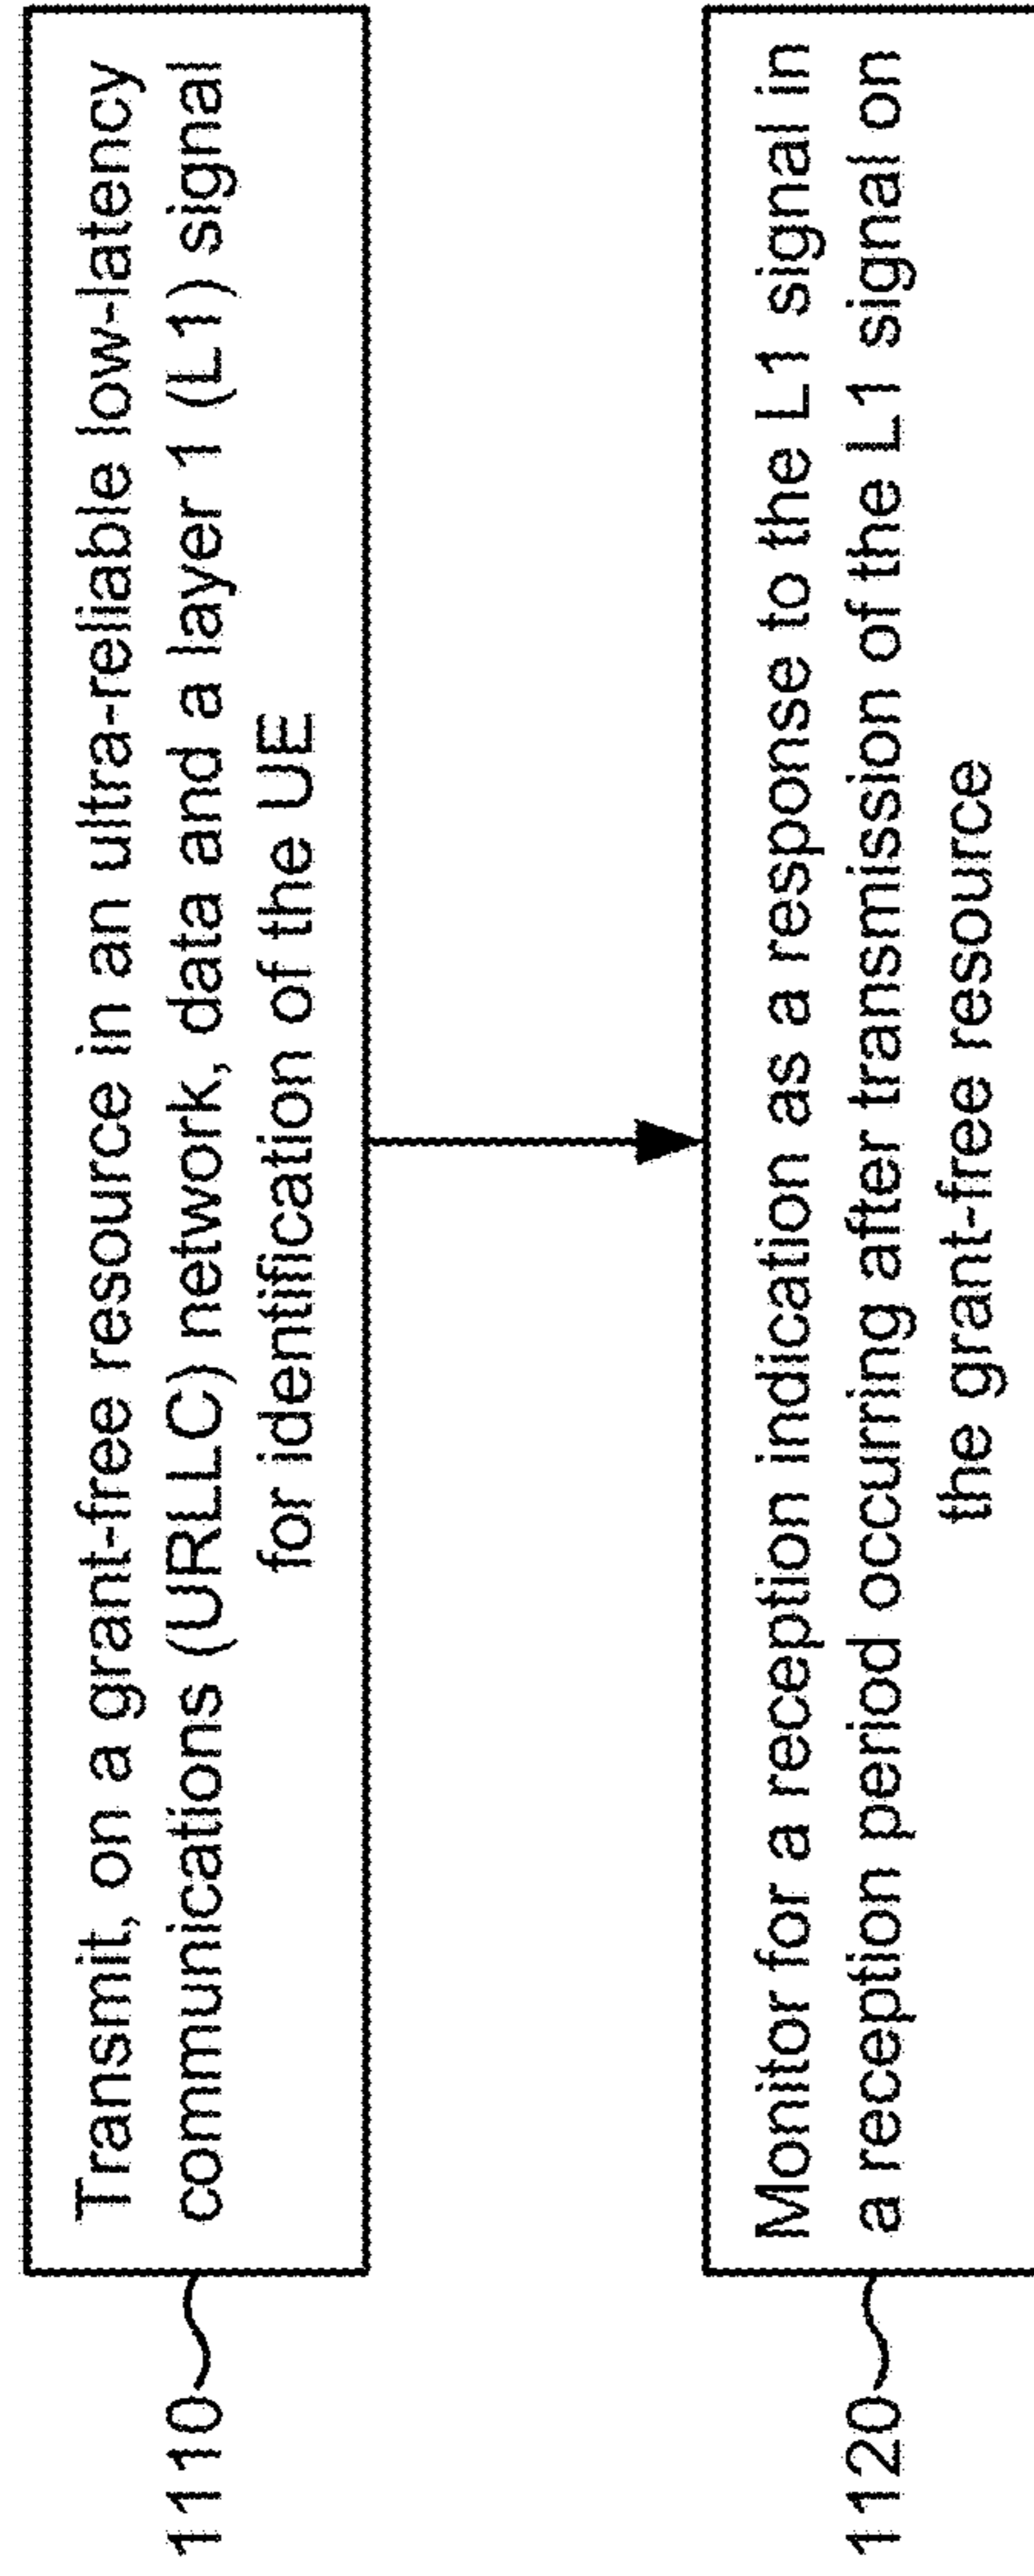 1110
Transmit, on a grant-free resource in an ultra-reliable low-latency
communications (URLLC) network, data and a layer 1 (L1) signal
for identification of the UE
1120
Monitor for a reception indication as a response to the L1 signal in
a reception period occurring after transmission of the L1 signal on
the grant-free resource